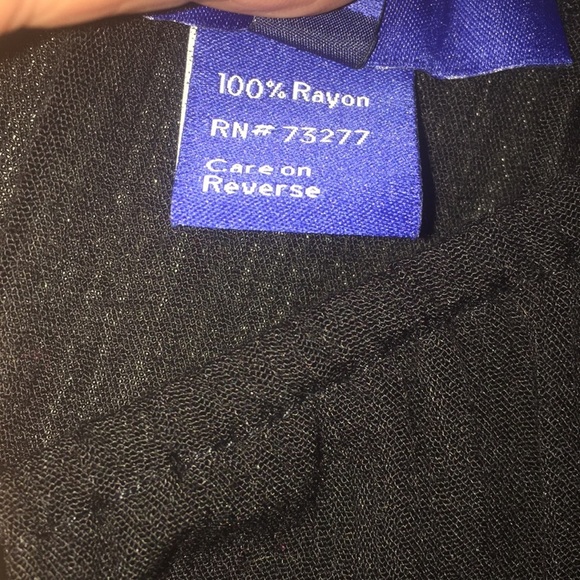 100% Rayon
RN# 73277
Care on
Reverse